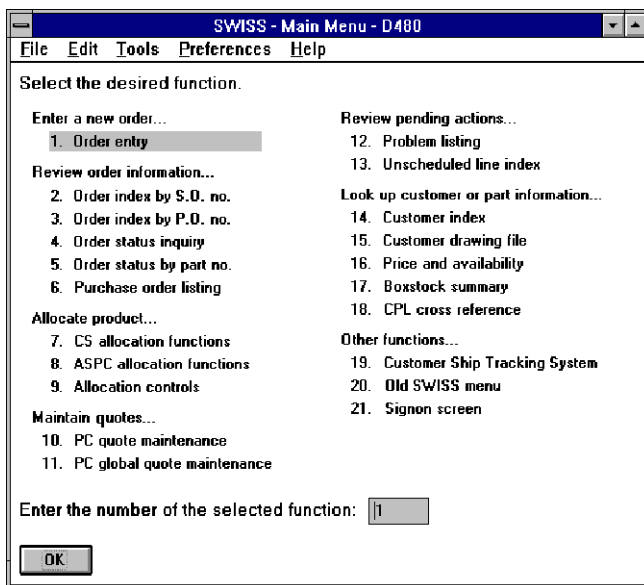 SWISS - Main Menu - D480
File Edit Tools Preferences Help
Select the desired function.
Enter a new order...
1. Order entry
Review order information...
2. Order index by S.O. no.
3. Order index by P.O. no.
4. Order status inquiry
5. Order status by part no.
6. Purchase order listing
Allocate product...
7. CS allocation functions
8. ASPC allocation functions
9. Allocation controls
Maintain quotes...
10. PC quote maintenance
11. PC global quote maintenance
Review pending actions...
12. Problem listing
13. Unscheduled line index
Look up customer or part information...
14. Customer index
15. Customer drawing file
16. Price and availability
17. Boxstock summary
18. CPL cross reference
Other functions...
19. Customer Ship Tracking System
20. Old SWISS menu
21. Signon screen
Enter the number of the selected function: 1
OK